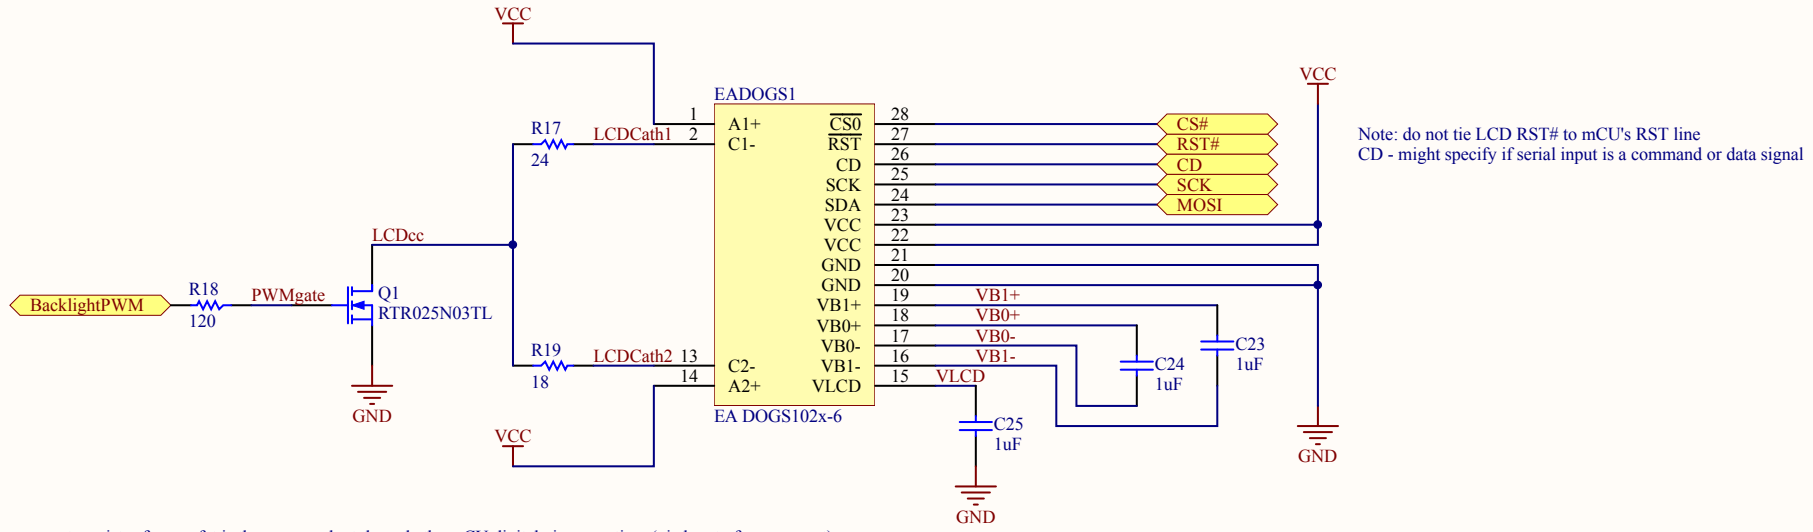 VCC
EADOGS1
1
A1+
2
C1-
R17
24
LCDCath1
CS0
28
CS#
RST
27
RST#
CD
26
CD
SCK
25
SCK
SDA
24
MOSI
VCC
23
VCC
22
GND
21
GND
20
VB1+
19
VB1+
VB0+
18
VB0+
VB0-
17
VB0-
VB1-
16
VB1-
VLCD
15
VLCD
VCC
Note: do not tie LCD RST# to mCU's RST line
CD - might specify if serial input is a command or data signal
LCDcc
BacklightPWM
R18
120
PWMgate
Q1
RTR025N03TL
GND
R19
18
LCDCath2
13
C2-
14
A2+
EA DOGS102x-6
VCC
C24
1uF
C23
1uF
C25
1uF
GND
GND